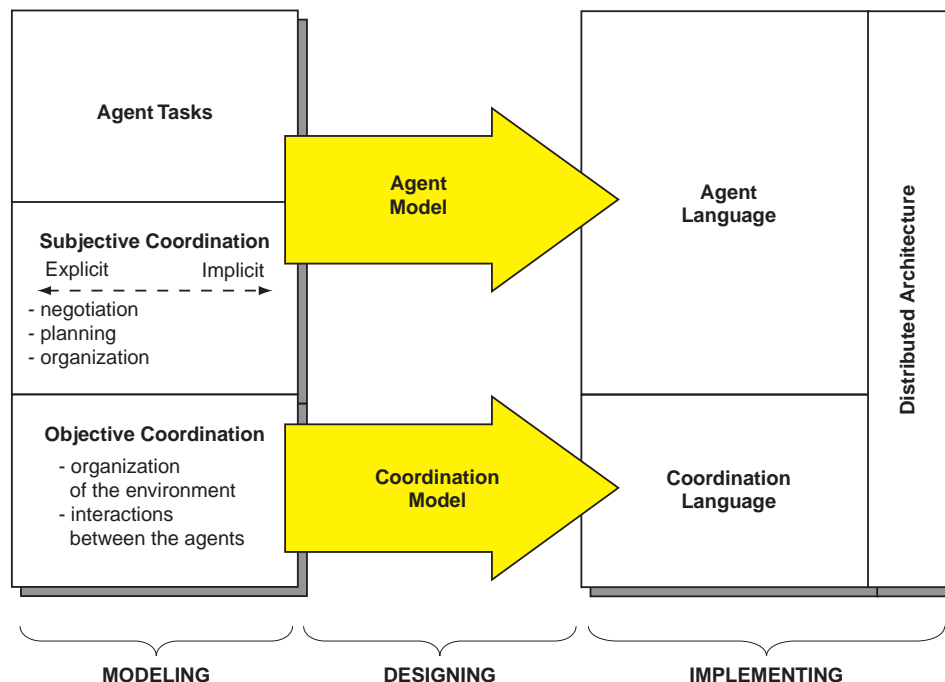 Agent Tasks
Subjective Coordination
Explicit Implicit
- negotiation
- planning
- organization
Objective Coordination
- organization
of the environment
- interactions
between the agents
Agent
Model
Coordination
Model
Agent
Language
Coordination
Language
Distributed Architecture
MODELING
DESIGNING
IMPLEMENTING